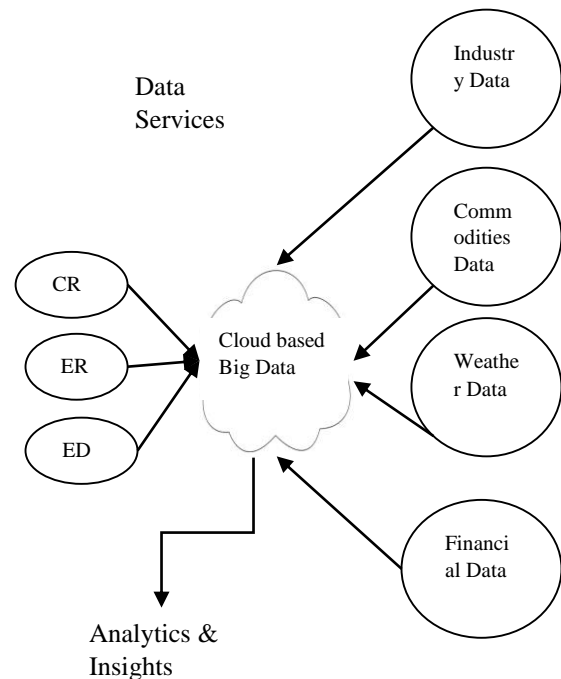 Industr
y Data
Data
Services
Comm
odities
Data
CR
Cloud based
Big Data
ER
Weathe
r Data
ED
Financi
al Data
Analytics &
Insights